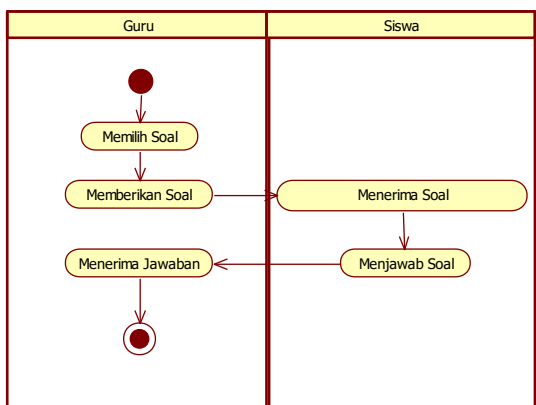 Guru
Siswa
Memilih Soal
Memberikan Soal
Menerima Soal
Menerima Jawaban
Menjawab Soal